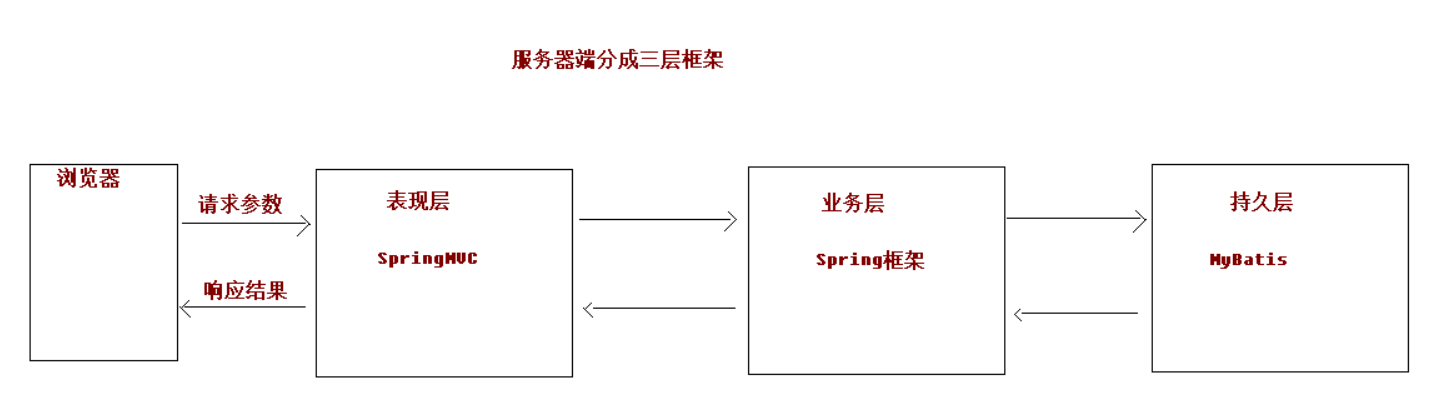 服务器端分成三层框架
浏览器
请求参数
响应结果
表现层
SpringMVC
业务层
Spring框架
持久层
MyBatis